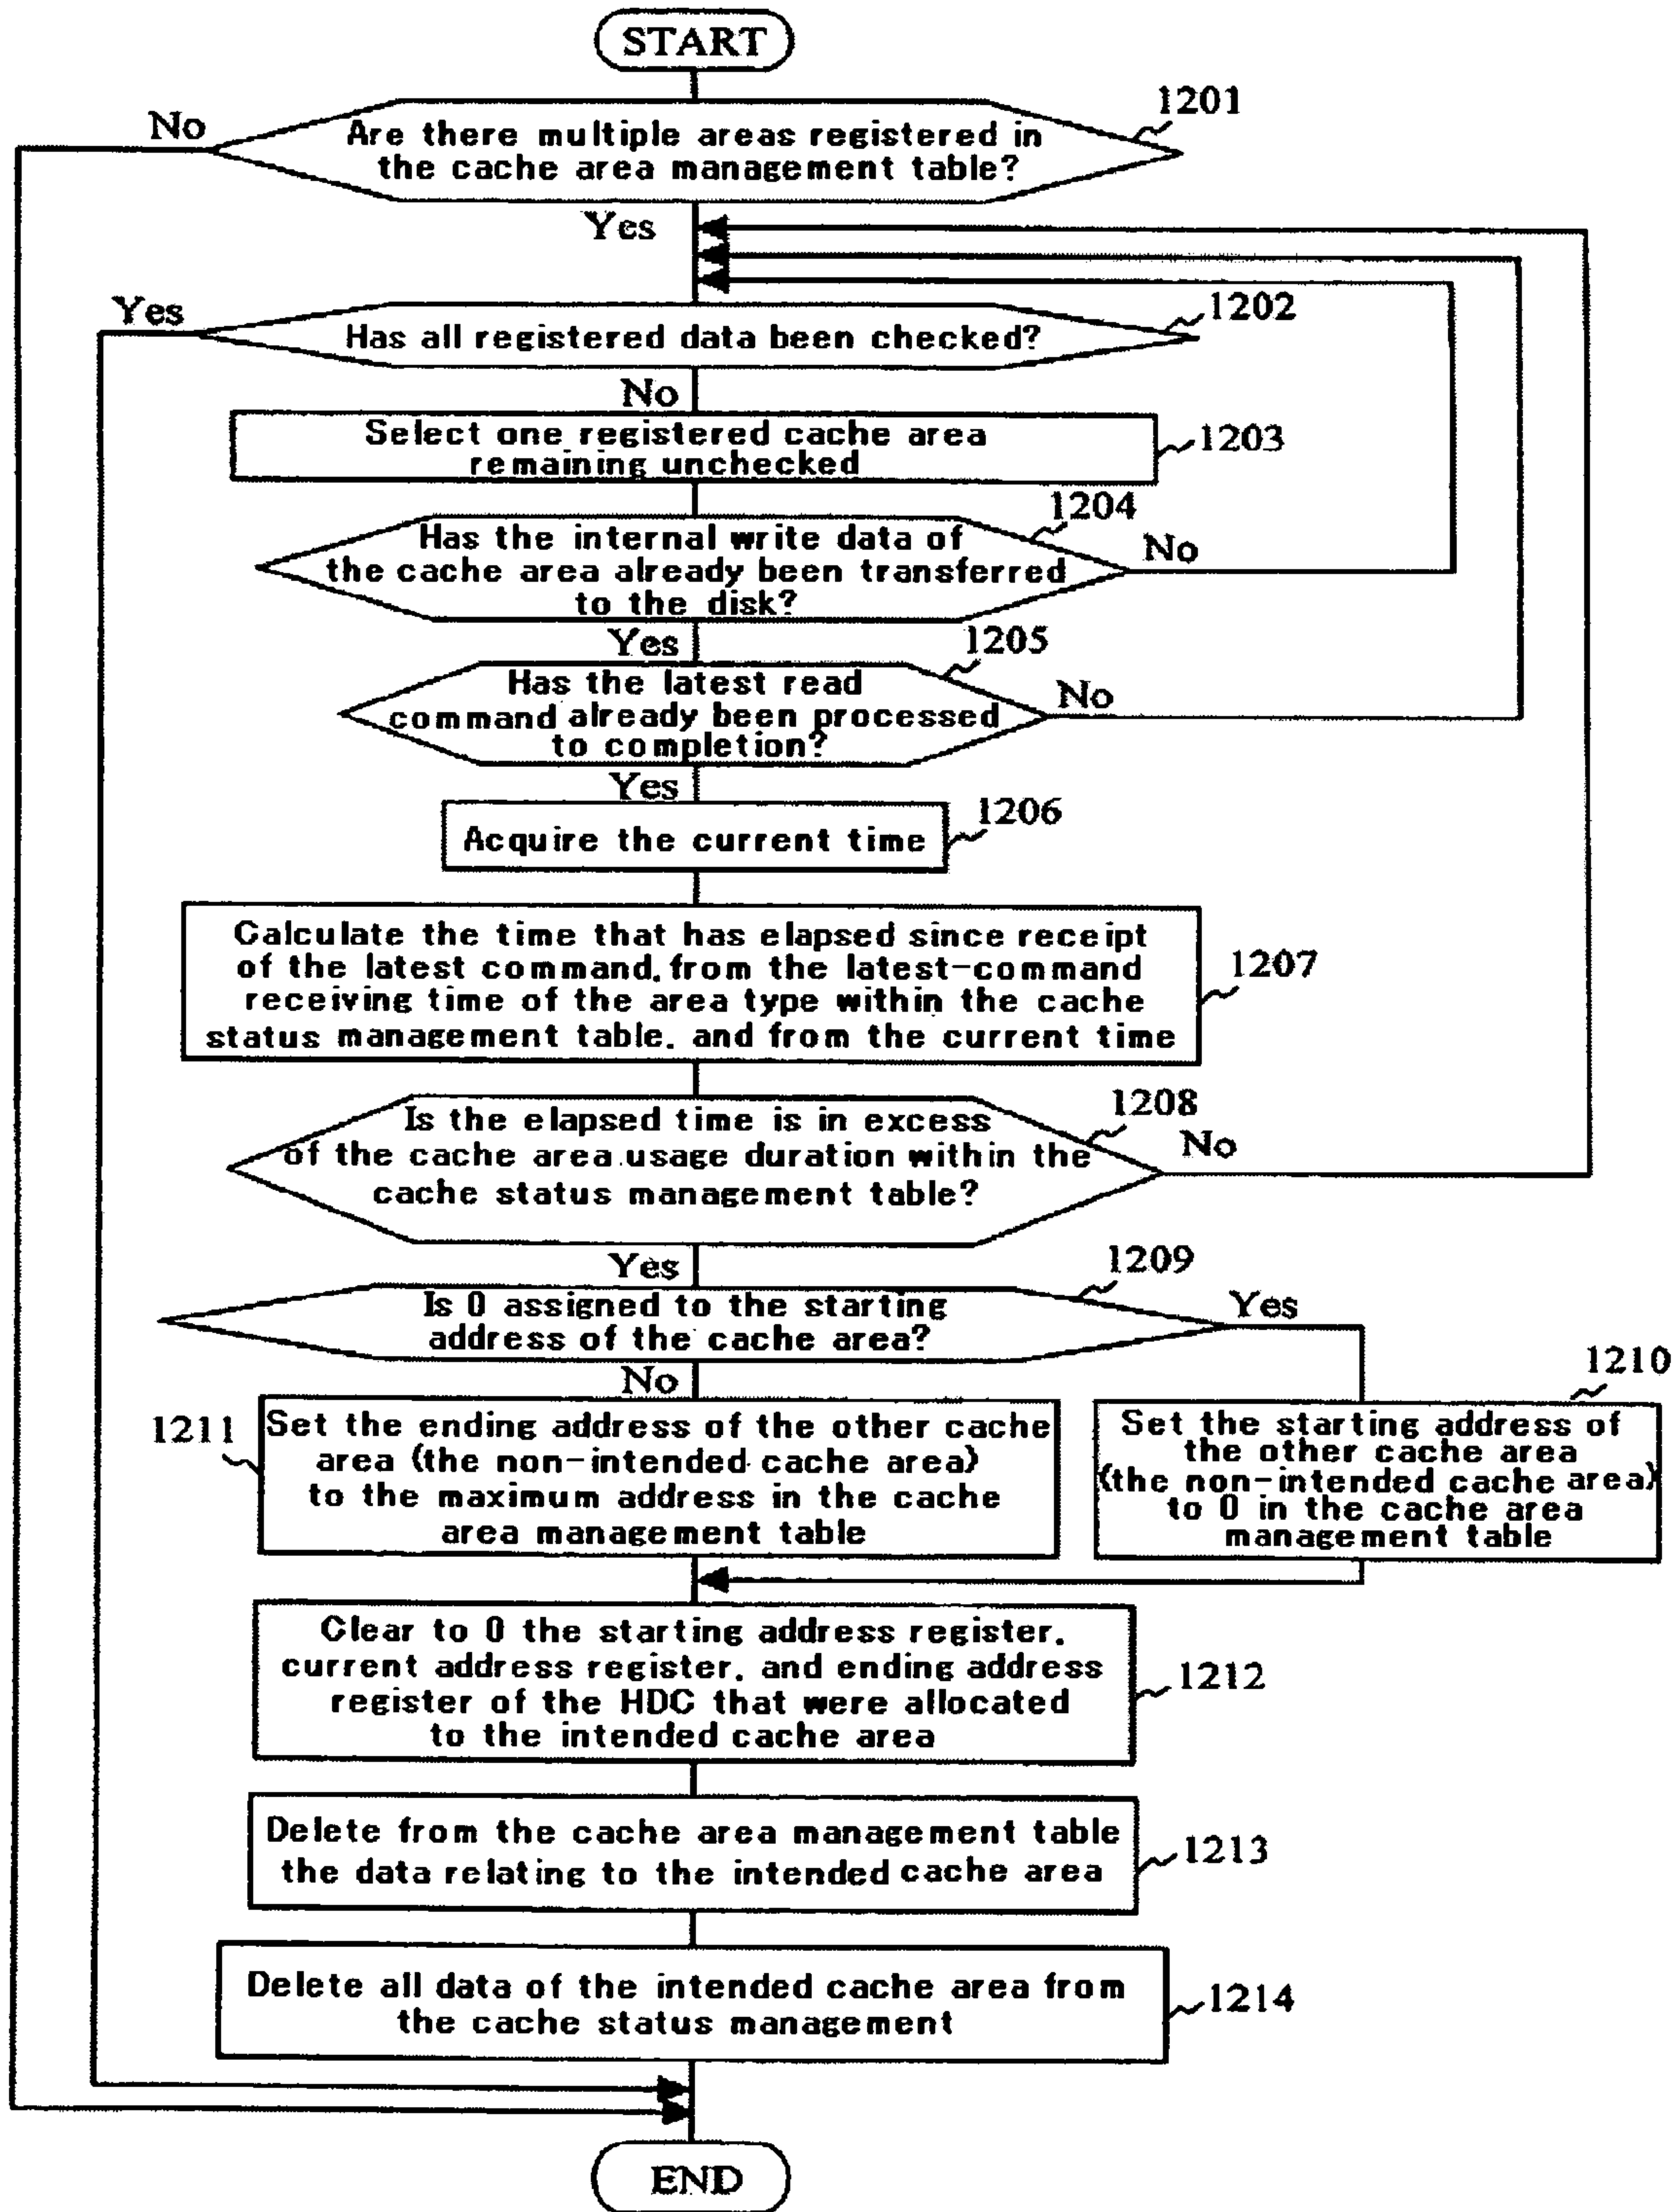 START
1201
No
Are there multiple areas registered in
the cache area management table?
Yes
Yes
1202
Has all registered data been checked?
No
Select one registered cache area
remaining unchecked
1203
1204
Has the internal write data of
the cache area already been transferred
to the disk?
No
Yes
1205
Has the latest read
command already been processed
to completion?
No
Yes
1206
Acquire the current time
Calculate the time that has elapsed since receipt
of the latest command, from the latest-command
receiving time of the area type within the cache
status management table, and from the current time
1207
Is the elapsed time is in excess
of the cache area usage duration within the
cache status management table?
1208
No
Yes
1209
Is 0 assigned to the starting
address of the cache area?
Yes
No
1210
1211
Set the ending address of the other cache
area (the non-intended cache area)
to the maximum address in the cache
area management table
Set the starting address of
the other cache area
(the non-intended cache area)
to 0 in the cache area
management table
Clear to 0 the starting address register,
current address register, and ending address
register of the HDC that were allocated
to the intended cache area
1212
Delete from the cache area management table
the data relating to the intended cache area
1213
Delete all data of the intended cache area from
the cache status management
1214
END